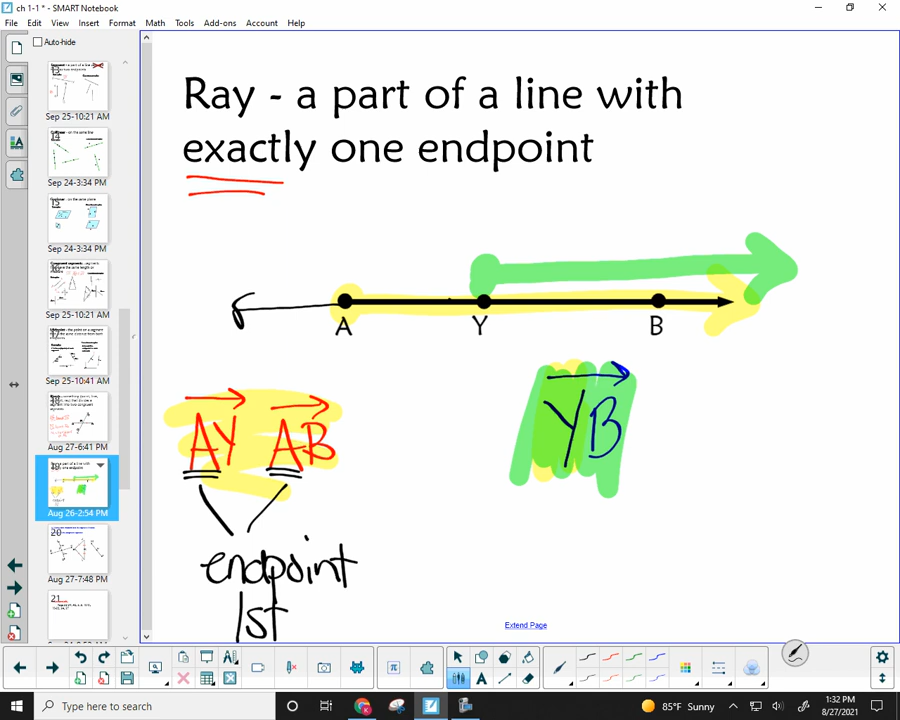 ch 1-1 * - SMART Notebook
File Edit View Insert Format Math Tools Add-ons Account Help
Auto-hide
Sep 25-10:21 AM
14
Sep 24-3:34 PM
15
Sep 24-3:34 PM
Sep 25-10:21 AM
Sep 25-10:41 AM
Aug 27-6:41 PM
Aug 26-2:54 PM
20
Aug 27-7:48 PM
21
Ray - a part of a line with
exactly one endpoint
A Y B
AY AB
YB
endpoint
1st
Extend Page
Type here to search
85°F Sunny
1:32 PM
8/27/2021